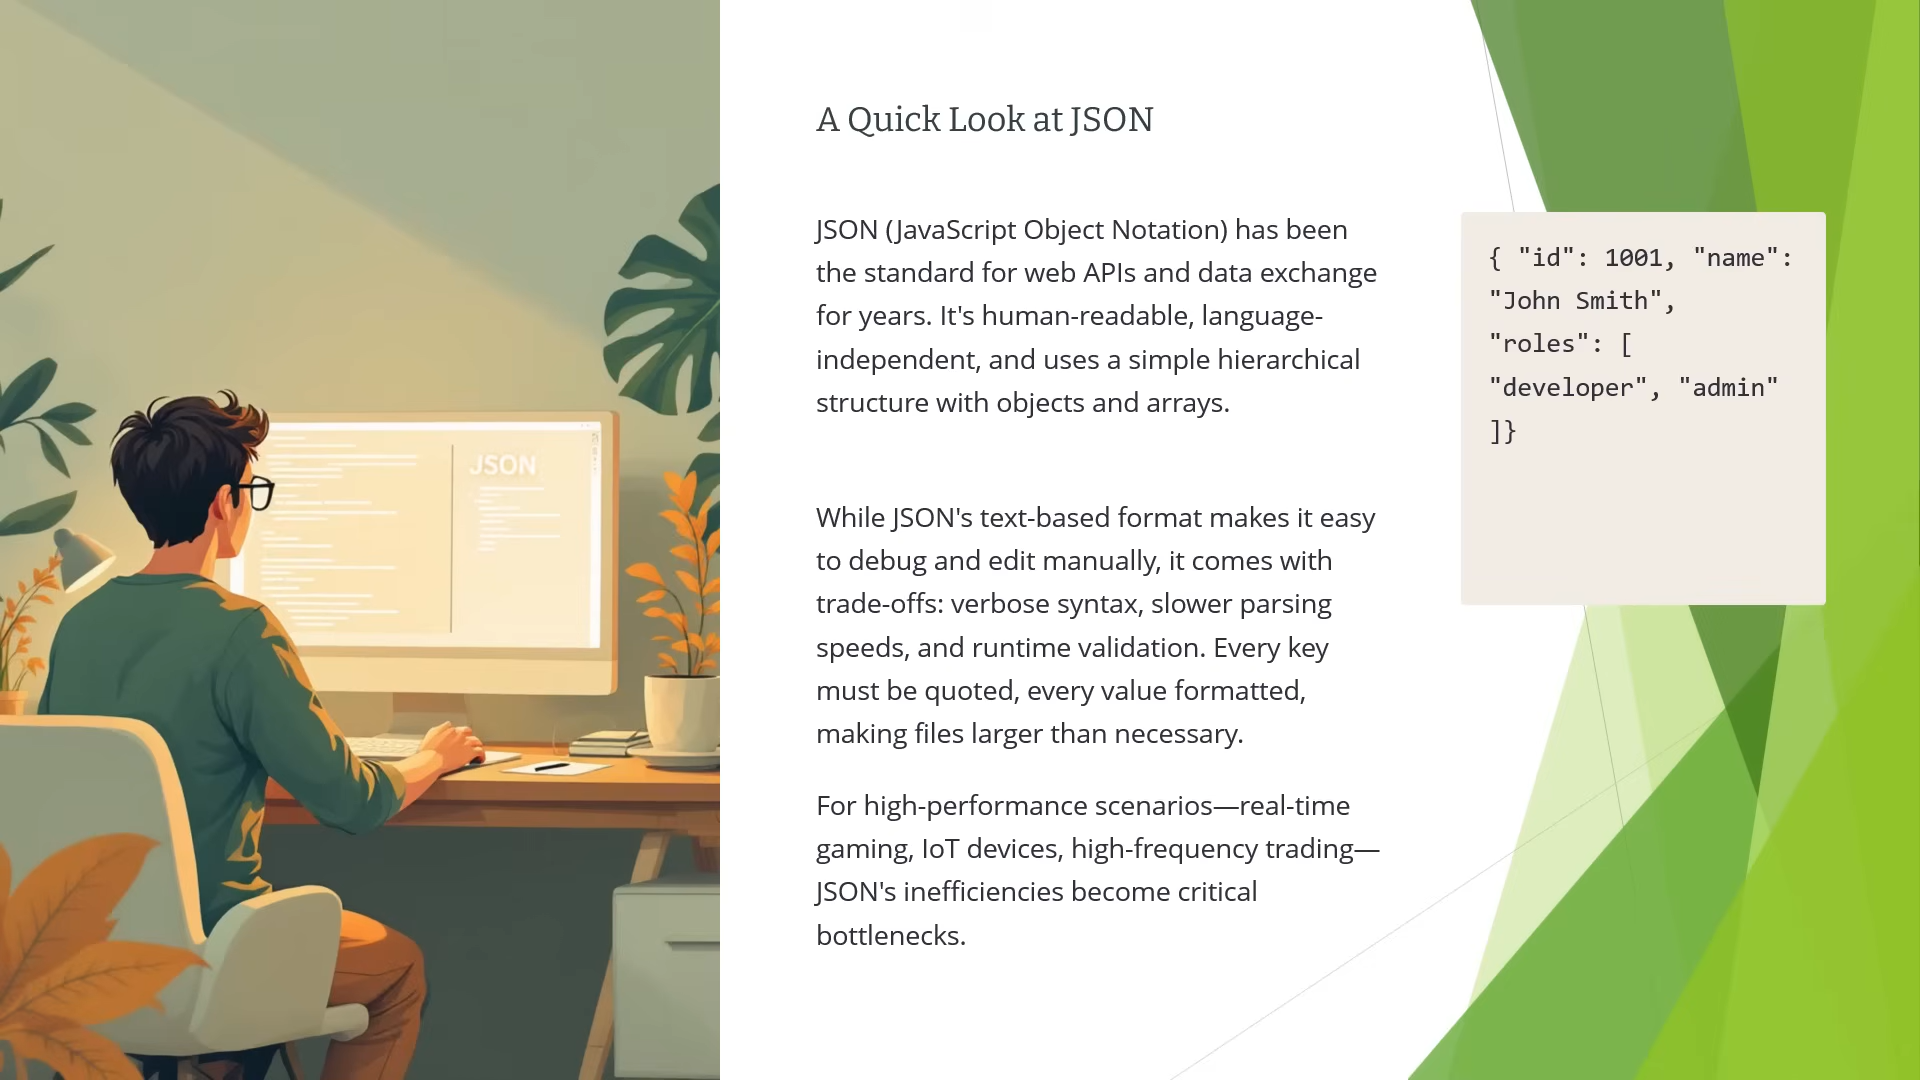 A Quick Look at JSON
JSON (JavaScript Object Notation) has been
the standard for web APIs and data exchange
for years. It's human-readable, language-
independent, and uses a simple hierarchical
structure with objects and arrays.
While JSON's text-based format makes it easy
to debug and edit manually, it comes with
trade-offs: verbose syntax, slower parsing
speeds, and runtime validation. Every key
must be quoted, every value formatted,
making files larger than necessary.
For high-performance scenarios—real-time
gaming, IoT devices, high-frequency trading—
JSON's inefficiencies become critical
bottlenecks.
{ "id": 1001, "name":
"John Smith",
"roles": [
"developer", "admin"
]}
JSON